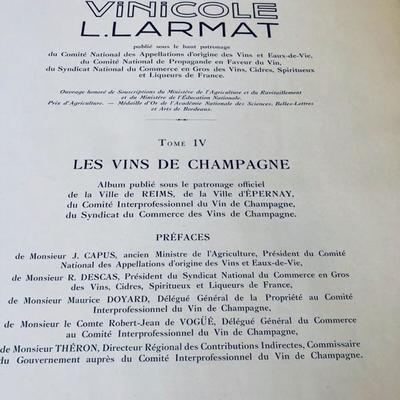 VINICOLE
L. LARMAT
publié sous le haut patronage
du Comité National des Appellations d'origine des Vins et Eaux-de-Vie,
du Comité National de Propagande en Faveur du Vin,
du Syndicat National du Commerce en Gros des Vins, Cidres, Spiritueux
et Liqueurs de France.
Ouvrage honoré de Souscriptions du Ministère de l'Agriculture et du Ravitaillement
et du Ministère de l'Éducation Nationale.
Prix d'Agriculture. — Médaille d'Or de l'Académie Nationale des Sciences, Belles-Lettres
et Arts de Bordeaux.
TOME IV
LES VINS DE CHAMPAGNE
Album publié sous le patronage officiel
de la Ville de REIMS, de la Ville d'ÉPERNAY,
du Comité Interprofessionnel du Vin de Champagne,
du Syndicat du Commerce des Vins de Champagne.
PRÉFACES
de Monsieur J. CAPUS, ancien Ministre de l'Agriculture, Président du Comité
National des Appellations d'origine des Vins et Eaux-de-Vie,
de Monsieur R. DESCAS, Président du Syndicat National du Commerce en Gros
des Vins, Cidres, Spiritueux et Liqueurs de France,
de Monsieur Maurice DOYARD, Délégué Général de la Propriété au Comité
Interprofessionnel du Vin de Champagne,
de Monsieur le Comte Robert-Jean de VOGÜÉ, Délégué Général du Commerce
au Comité Interprofessionnel du Vin de Champagne,
de Monsieur THÉRON, Directeur Régional des Contributions Indirectes, Commissaire
du Gouvernement auprès du Comité Interprofessionnel du Vin de Champagne.